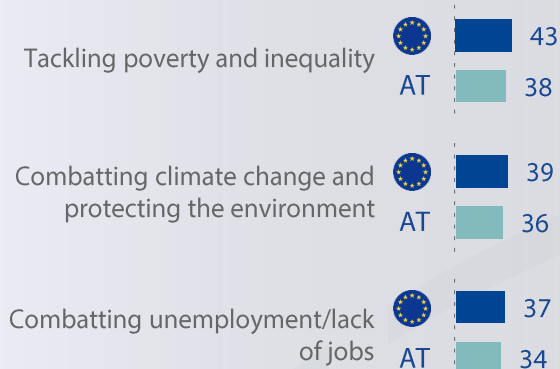 43
Tackling poverty and inequality
AT 38
39
Combatting climate change and
protecting the environment
AT 36
37
Combatting unemployment/lack
of jobs
AT 34